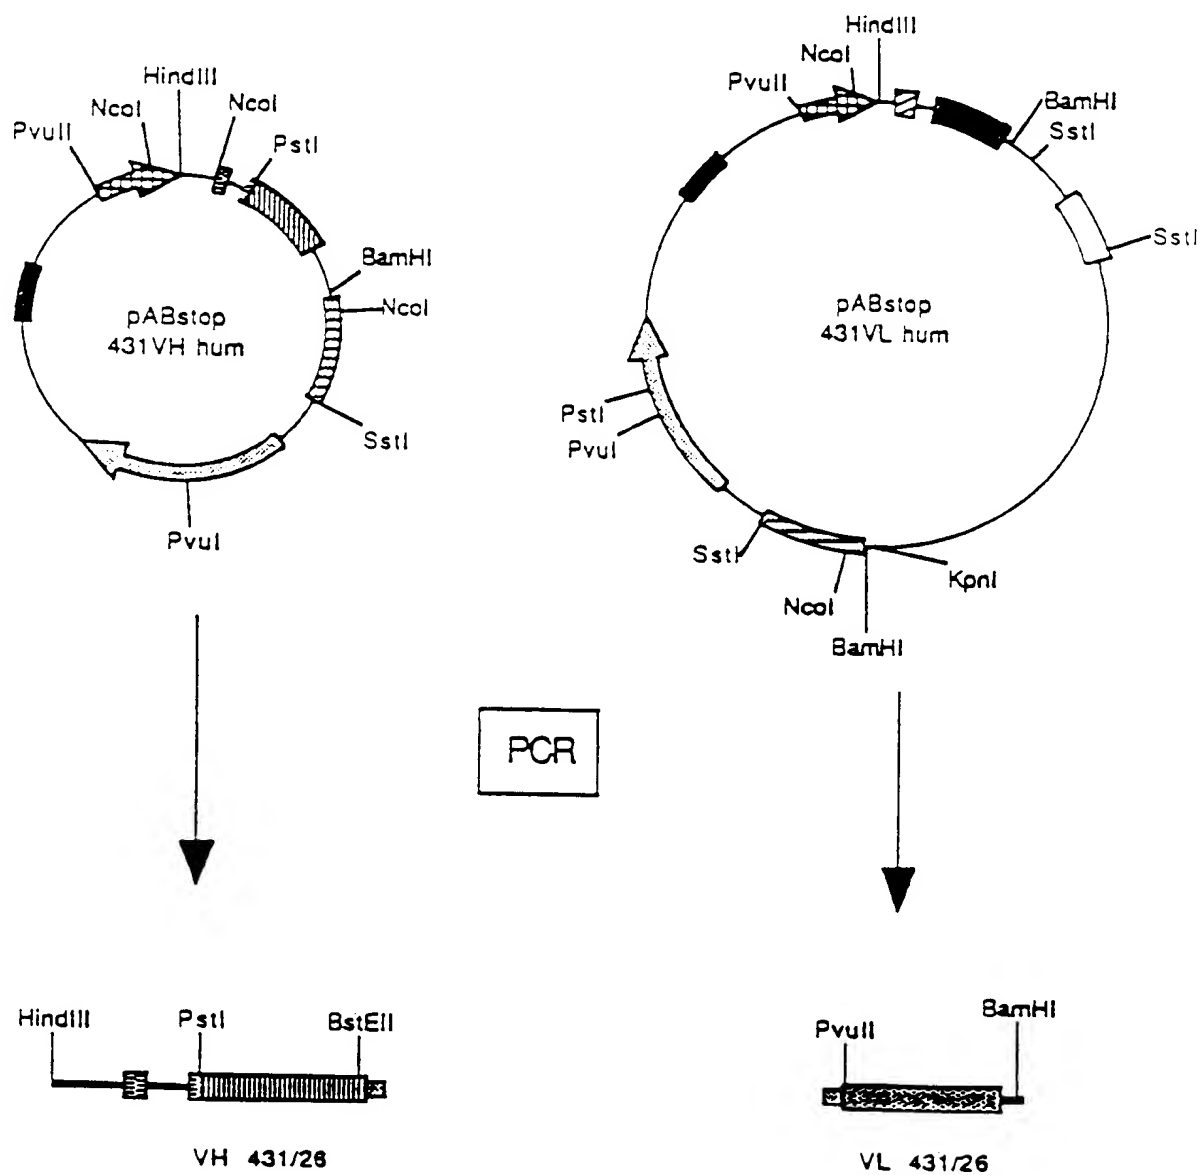 HindIII
NcoI
NcoI
PvuII
PstI
BamHI
NcoI
pABstop
431VH hum
SstI
PvuI
HindIII
NcoI
PvuII
BamHI
SstI
SstI
pABstop
431VL hum
PstI
PvuI
SstI
KpnI
NcoI
BamHI
PCR
HindIII
PstI
BstEII
VH 431/26
BamHI
PvuII
VL 431/26